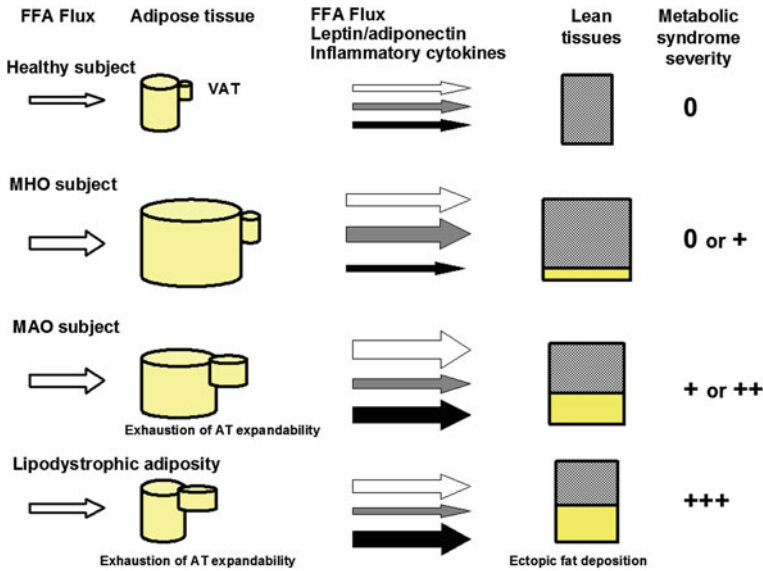 FFA Flux
Adipose tissue
FFA Flux
Leptin/adiponectin
Inflammatory cytokines
Lean
tissues
Metabolic
syndrome
severity
Healthy subject
VAT
0
MHO subject
0 or +
MAO subject
+ or ++
Exhaustion of AT expandability
Lipodystrophic adiposity
+++
Exhaustion of AT expandability
Ectopic fat deposition